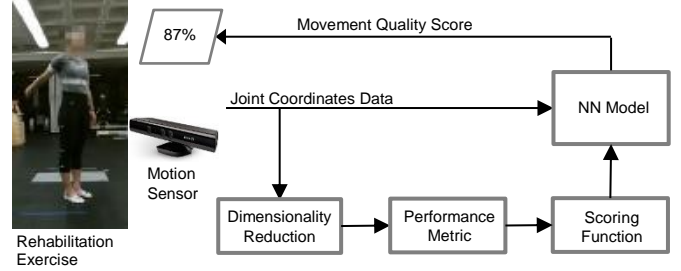 87%
Movement Quality Score
Joint Coordinates Data
NN Model
Motion
Sensor
Dimensionality
Reduction
Performance
Metric
Scoring
Function
Rehabilitation
Exercise